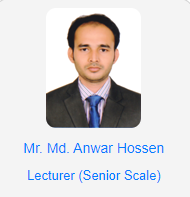 Mr. Md. Anwar Hossen
Lecturer (Senior Scale)